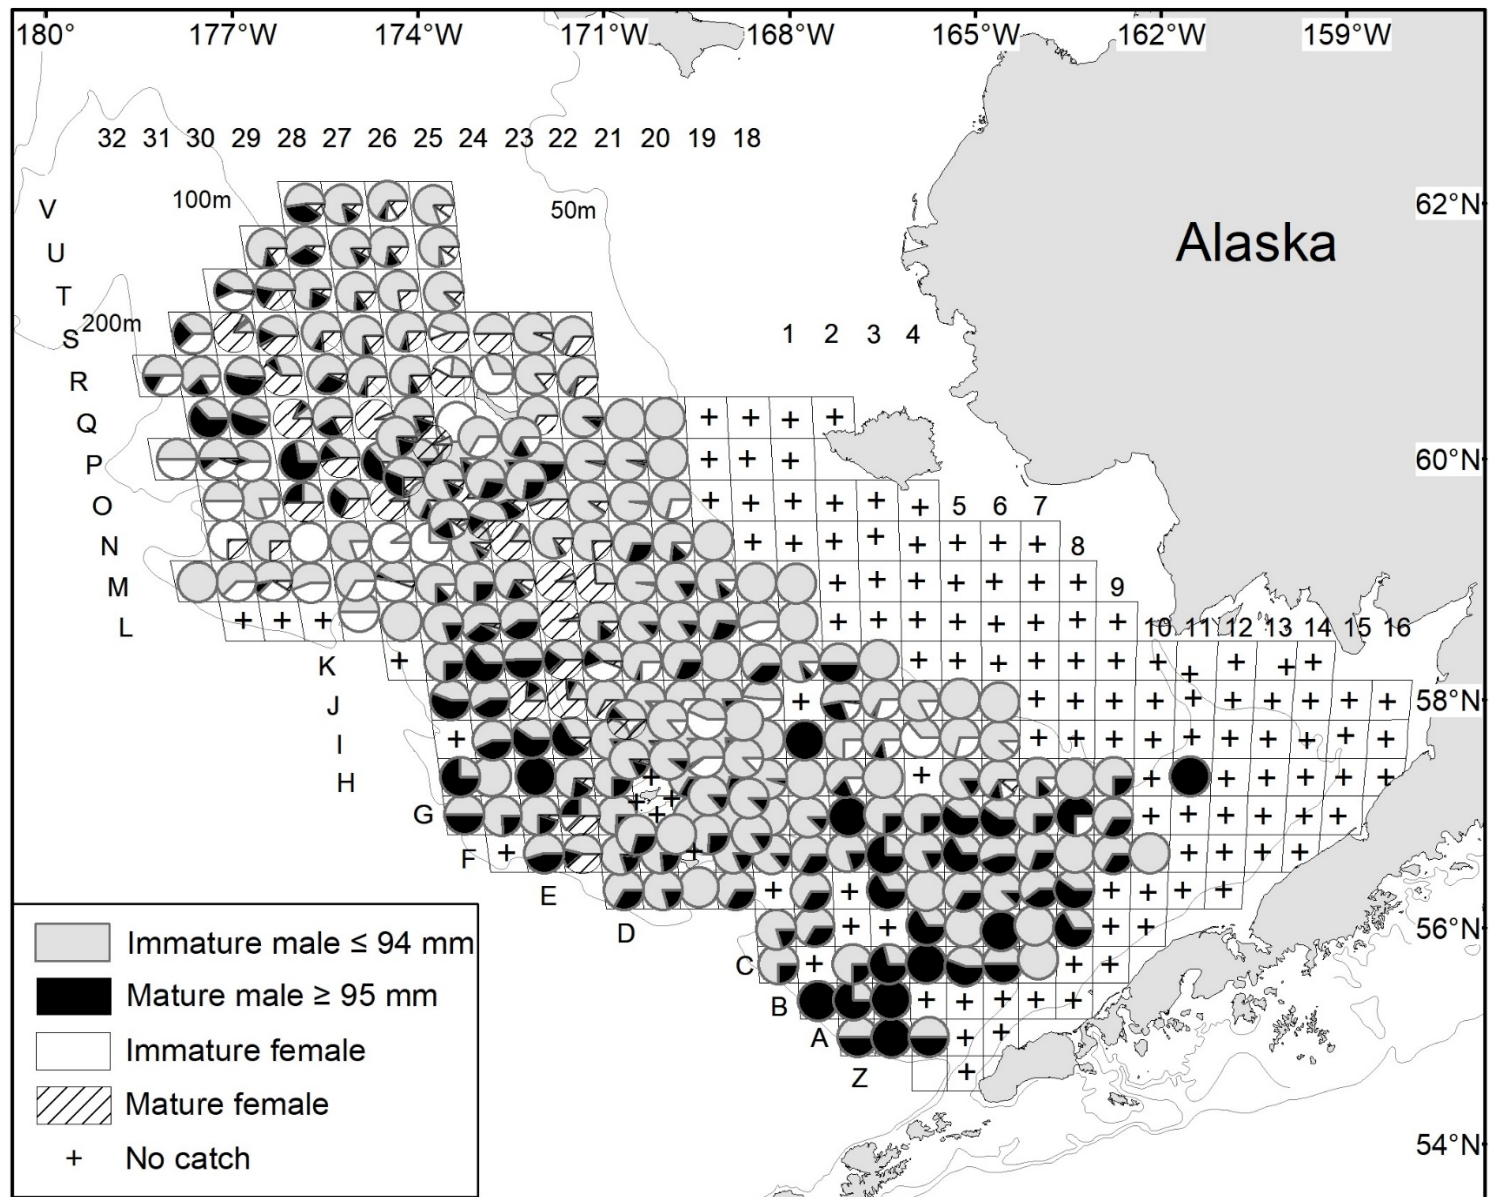 180° 177°W 174°W 171°W 168°W 165°W 162°W 159°W
32 31 30 29 28 27 26 25 24 23 22 21 20 19 18
V 100m 50m 62°N
U Alaska
T
200m
S 1 2 3 4
R
Q
P 60°N
O 5 6 7
N 8
M 9
L 10 11 12 13 14 15 16
K
J 58°N
I
H
G
F
E
D 56°N
C
B
A
Z
Immature male ≤ 94 mm
Mature male ≥ 95 mm
Immature female
Mature female
+ No catch
54°N